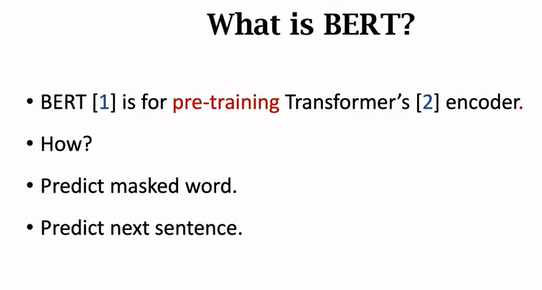 What is BERT?
• BERT [1] is for pre-training Transformer’s [2] encoder.
• How?
• Predict masked word.
• Predict next sentence.